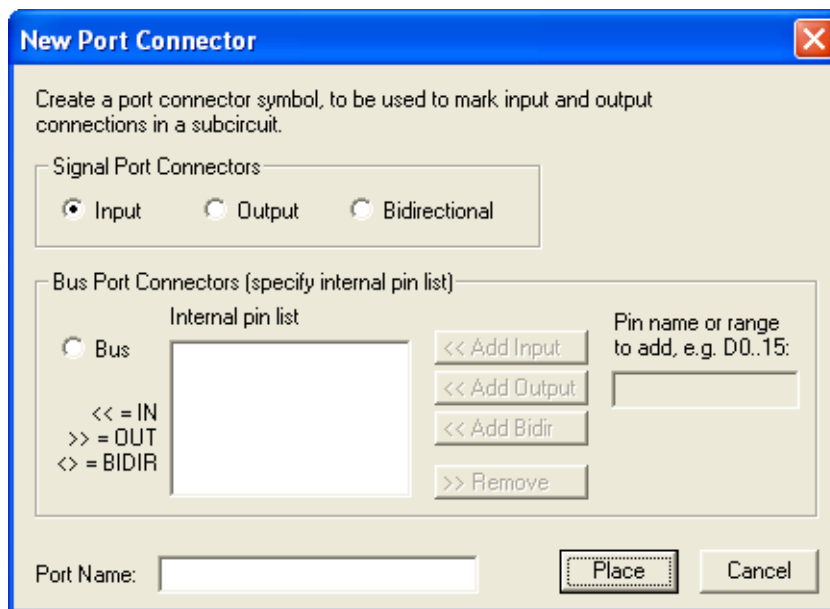 New Port Connector
Create a port connector symbol, to be used to mark input and output
connections in a subcircuit.
Signal Port Connectors
Input
Output
Bidirectional
Bus Port Connectors (specify internal pin list)
Bus
<< = IN
>> = OUT
<> = BIDIR
Internal pin list
<< Add Input
<< Add Output
<< Add Bidir
>> Remove
Pin name or range
to add, e.g. D0..15:
Port Name:
Place
Cancel